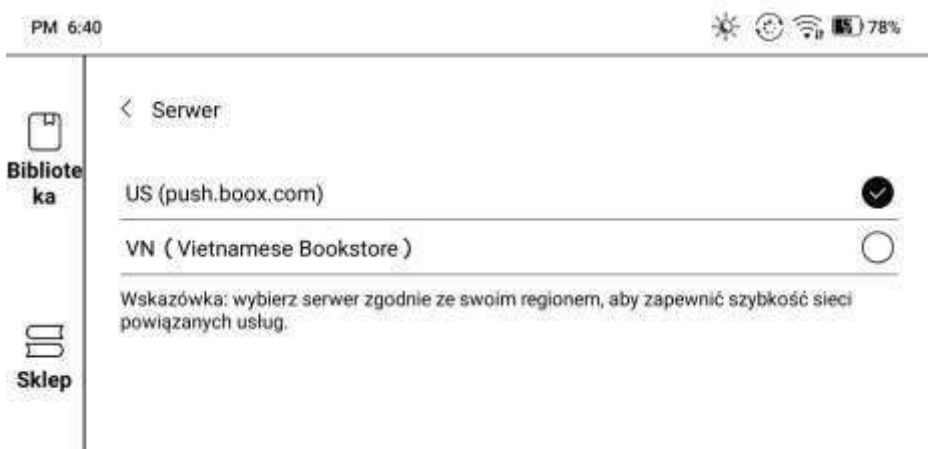 PM 6:40
78%
Serwer
Bibliote
ka
US (push.boox.com)
VN ( Vietnamese Bookstore )
Wskazówka: wybierz serwer zgodnie ze swoim regionem, aby zapewnić szybkość sieci
powiązanych usług.
Sklep